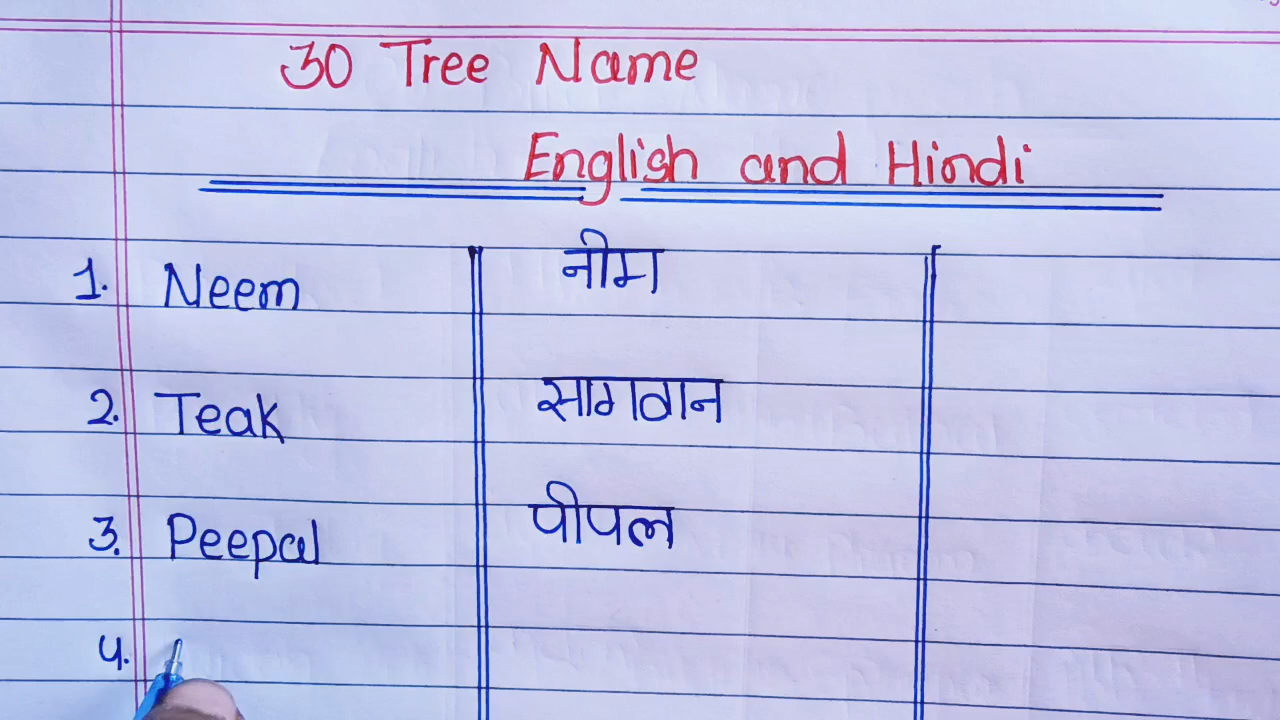 30 Tree Name
English and Hindi
1. Neem नीम
2. Teak सागवान
3. Peepal पीपल
4.